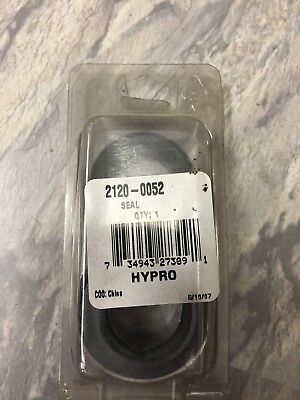 2120-0052
SEAL
QTY: 1
7 34943 27389 1
HYPRO
COO: China 8/10/07